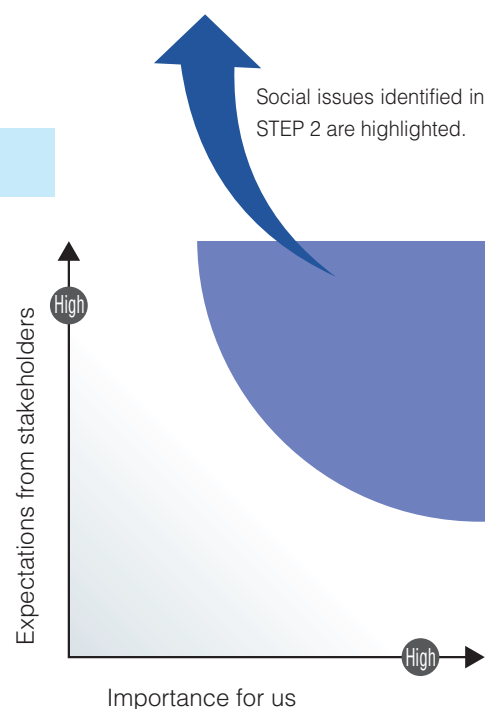 Social issues identified in
STEP 2 are highlighted.
High
Expectations from stakeholders
High
Importance for us